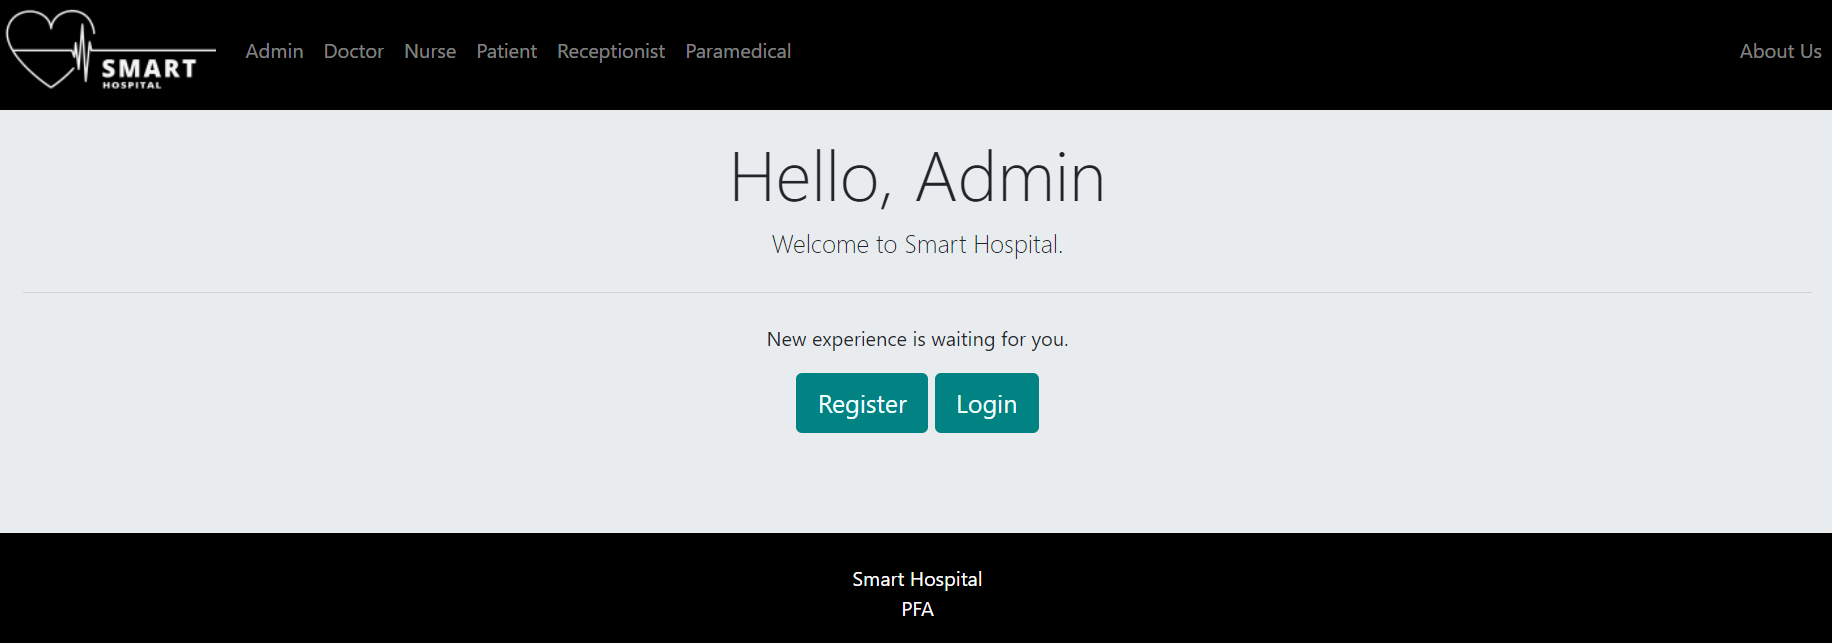 SMART
HOSPITAL
Admin Doctor Nurse Patient Receptionist Paramedical About Us
Hello, Admin
Welcome to Smart Hospital.
New experience is waiting for you.
Register Login
Smart Hospital
PFA